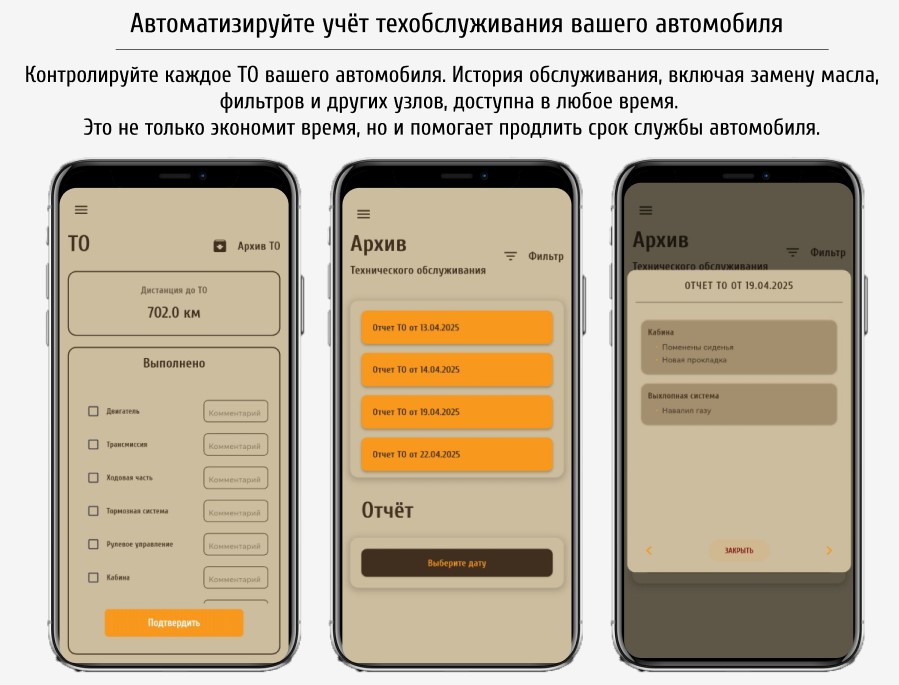 Автоматизируйте учёт техобслуживания вашего автомобиля
Контролируйте каждое ТО вашего автомобиля. История обслуживания, включая замену масла,
фильтров и других узлов, доступна в любое время.
Это не только экономит время, но и помогает продлить срок службы автомобиля.
ТО
Архив ТО
Дистанция до ТО
702.0 км
Выполнено
Двигатель
Комментарий
Трансмиссия
Комментарий
Ходовая часть
Комментарий
Тормозная система
Комментарий
Рулевое управление
Комментарий
Кабина
Комментарий
Подтвердить
Архив
Фильтр
Технического обслуживания
Отчет ТО от 13.04.2025
Отчет ТО от 14.04.2025
Отчет ТО от 19.04.2025
Отчет ТО от 22.04.2025
Отчёт
Выберите дату
Архив
Фильтр
Технического обслуживания
ОТЧЕТ ТО ОТ 19.04.2025
Кабина
Поменены сиденья
Новая прокладка
Выхлопная система
Навалил газу
ЗАКРЫТЬ